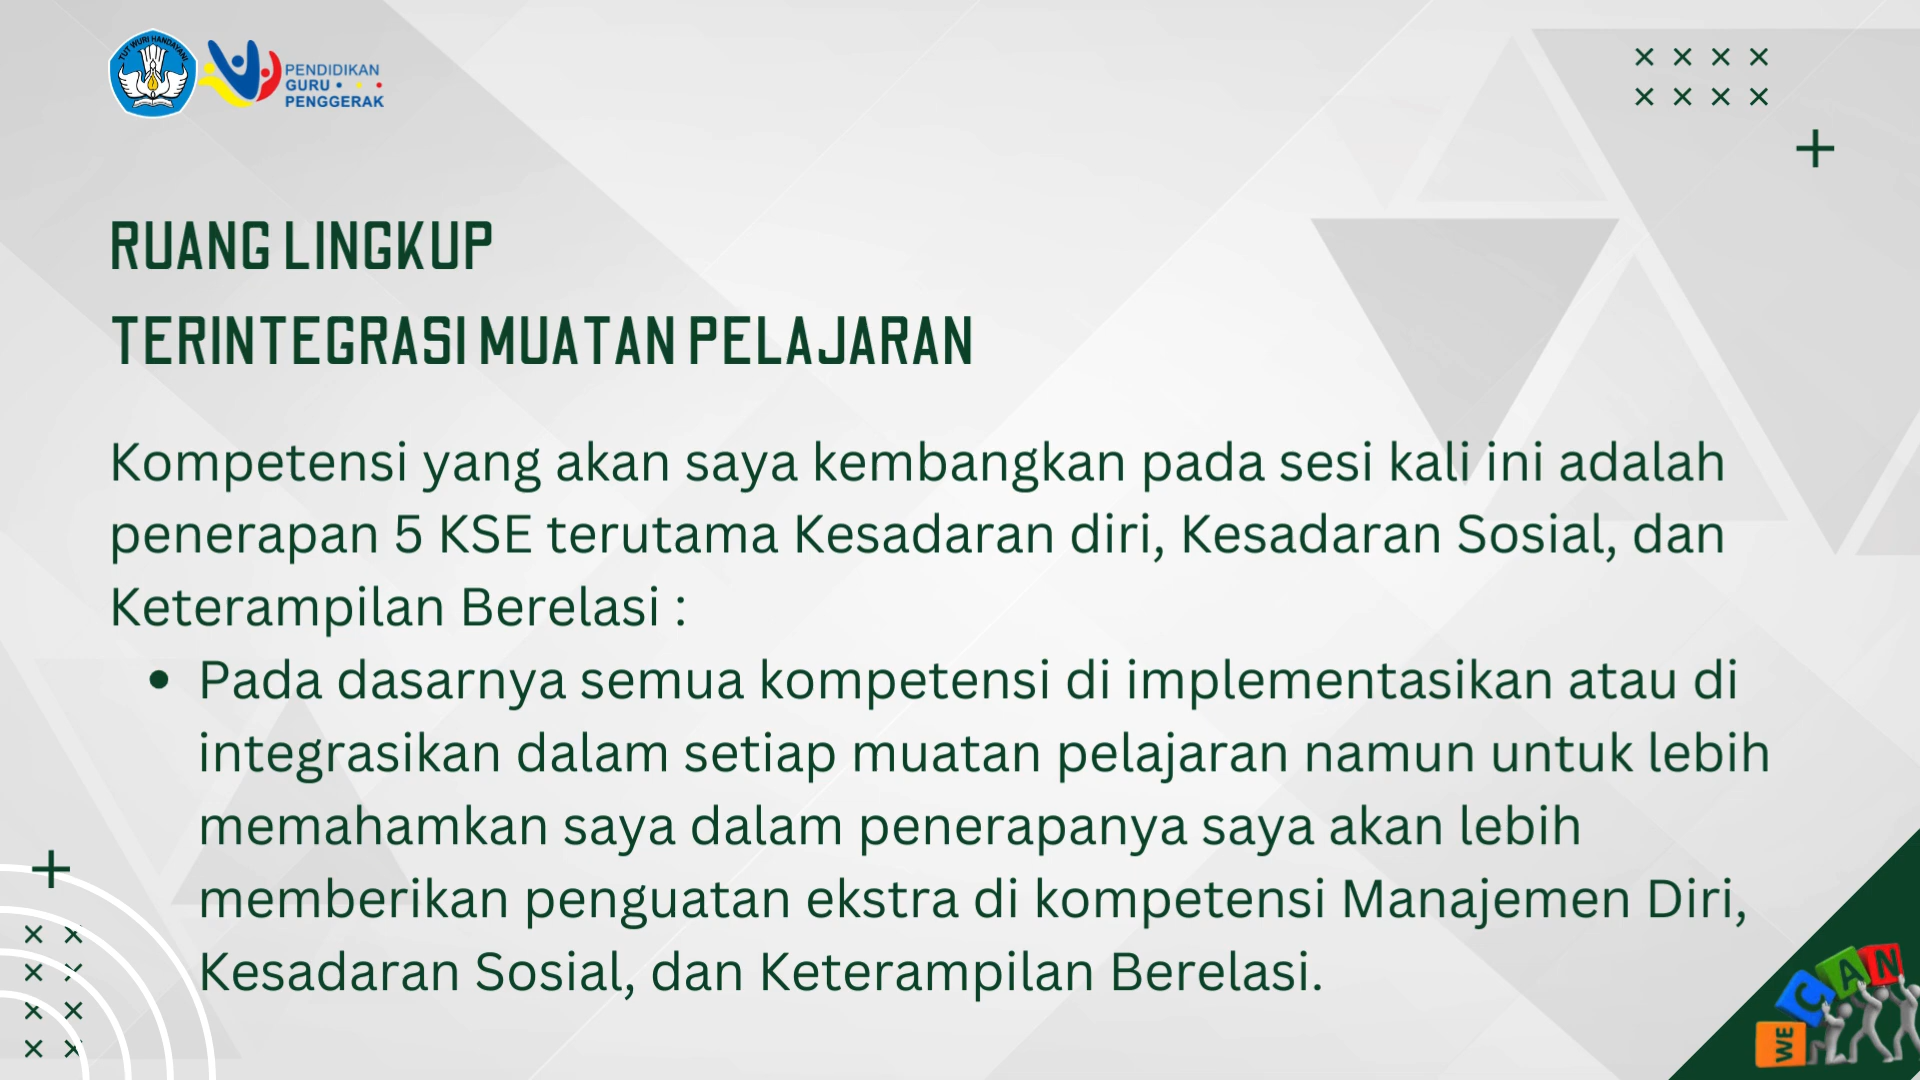 TUT WURI HANDAYANI
PENDIDIKAN
GURU
PENGGERAK
RUANG LINGKUP
TERINTEGRASI MUATAN PELAJARAN
Kompetensi yang akan saya kembangkan pada sesi kali ini adalah
penerapan 5 KSE terutama Kesadaran diri, Kesadaran Sosial, dan
Keterampilan Berelasi :
• Pada dasarnya semua kompetensi di implementasikan atau di
integrasikan dalam setiap muatan pelajaran namun untuk lebih
memahamkan saya dalam penerapanya saya akan lebih
memberikan penguatan ekstra di kompetensi Manajemen Diri,
Kesadaran Sosial, dan Keterampilan Berelasi.
WE CAN